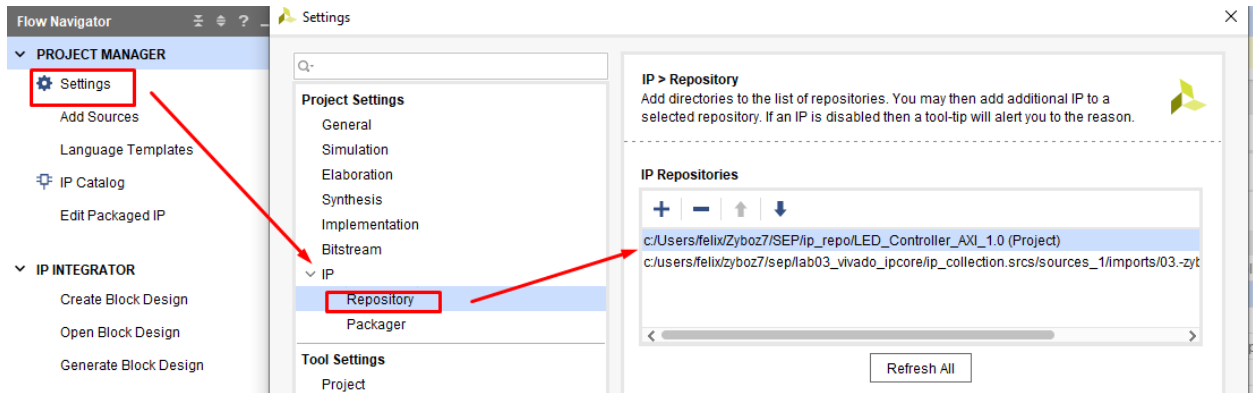 Flow Navigator
?
PROJECT MANAGER
Settings
Add Sources
Language Templates
IP Catalog
Edit Packaged IP
IP INTEGRATOR
Create Block Design
Open Block Design
Generate Block Design
Settings
Q-
Project Settings
General
Simulation
Elaboration
Synthesis
Implementation
Bitstream
IP
Repository
Packager
Tool Settings
Project
IP > Repository
Add directories to the list of repositories. You may then add additional IP to a
selected repository. If an IP is disabled then a tool-tip will alert you to the reason.
IP Repositories
c:/Users/felix/Zyboz7/SEP/ip_repo/LED_Controller_AXI_1.0 (Project)
c:/users/felix/zyboz7/sep/lab03_vivado_ipcore/ip_collection.srcs/sources_1/imports/03.-zyb
Refresh All